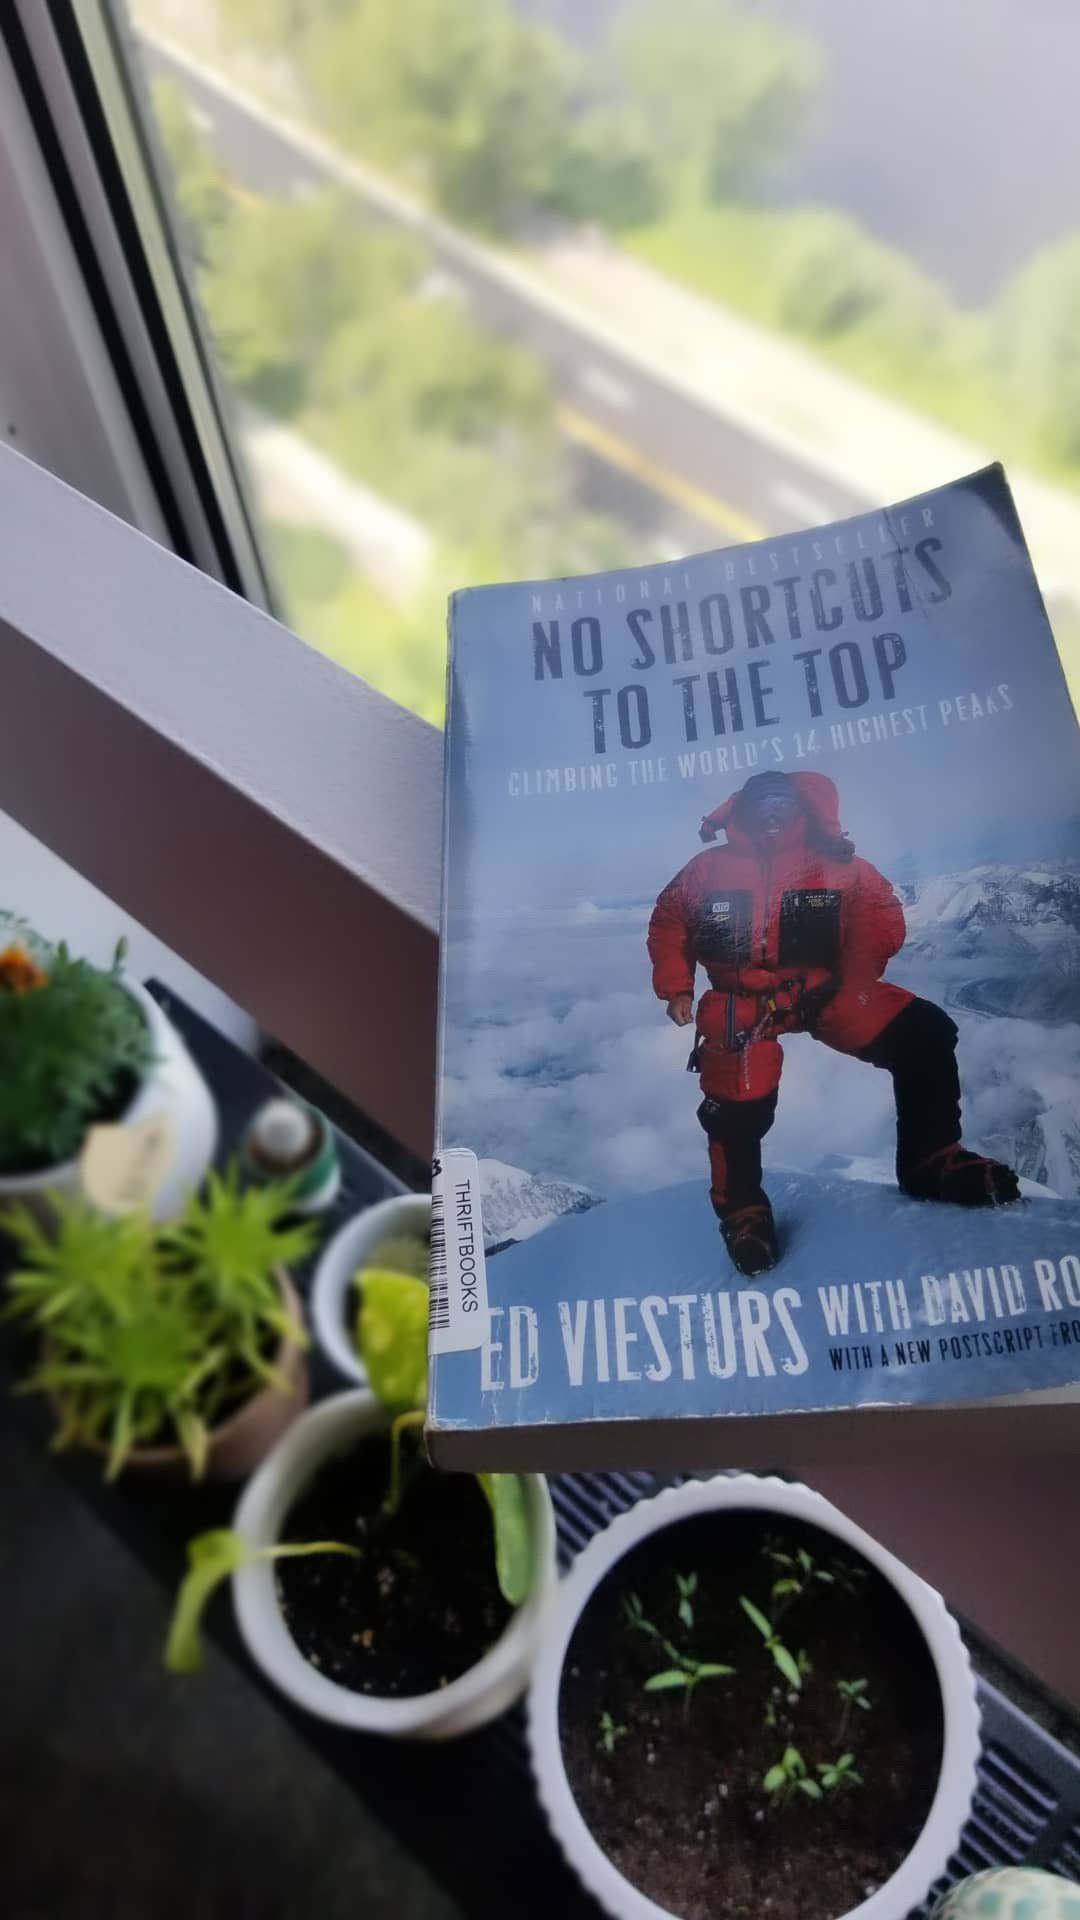 NATIONAL BESTSELLER
NO SHORTCUTS
TO THE TOP
CLIMBING THE WORLD'S 14 HIGHEST PEAKS
AIG
THRIFTBOOKS
ED VIESTURS WITH DAVID RO
WITH A NEW POSTSCRIPT FRO